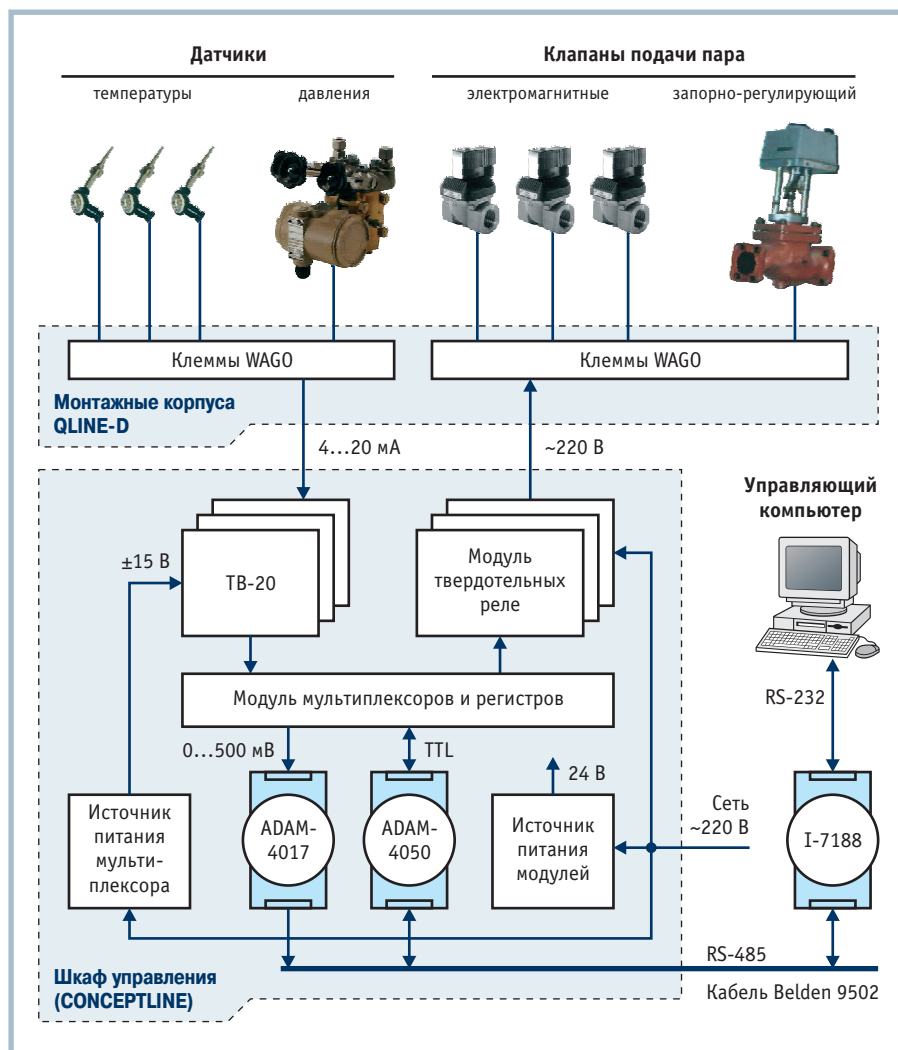 Датчики
Клапаны подачи пара
температуры
давления
электромагнитные
запорно-регулирующий
Клеммы WAGO
Клеммы WAGO
Монтажные корпуса
QLINE-D
4...20 мА
~220 В
Управляющий
компьютер
±15 В
ТВ-20
Модуль
твердотельных
реле
Модуль мультиплексоров и регистров
RS-232
0...500 мВ
TTL
24 В
Источник
питания
мульти-
плексора
ADAM-
4017
ADAM-
4050
Источник
питания
модулей
Сеть
~220 В
I-7188
RS-485
Шкаф управления
(CONCEPTLINE)
Кабель Belden 9502